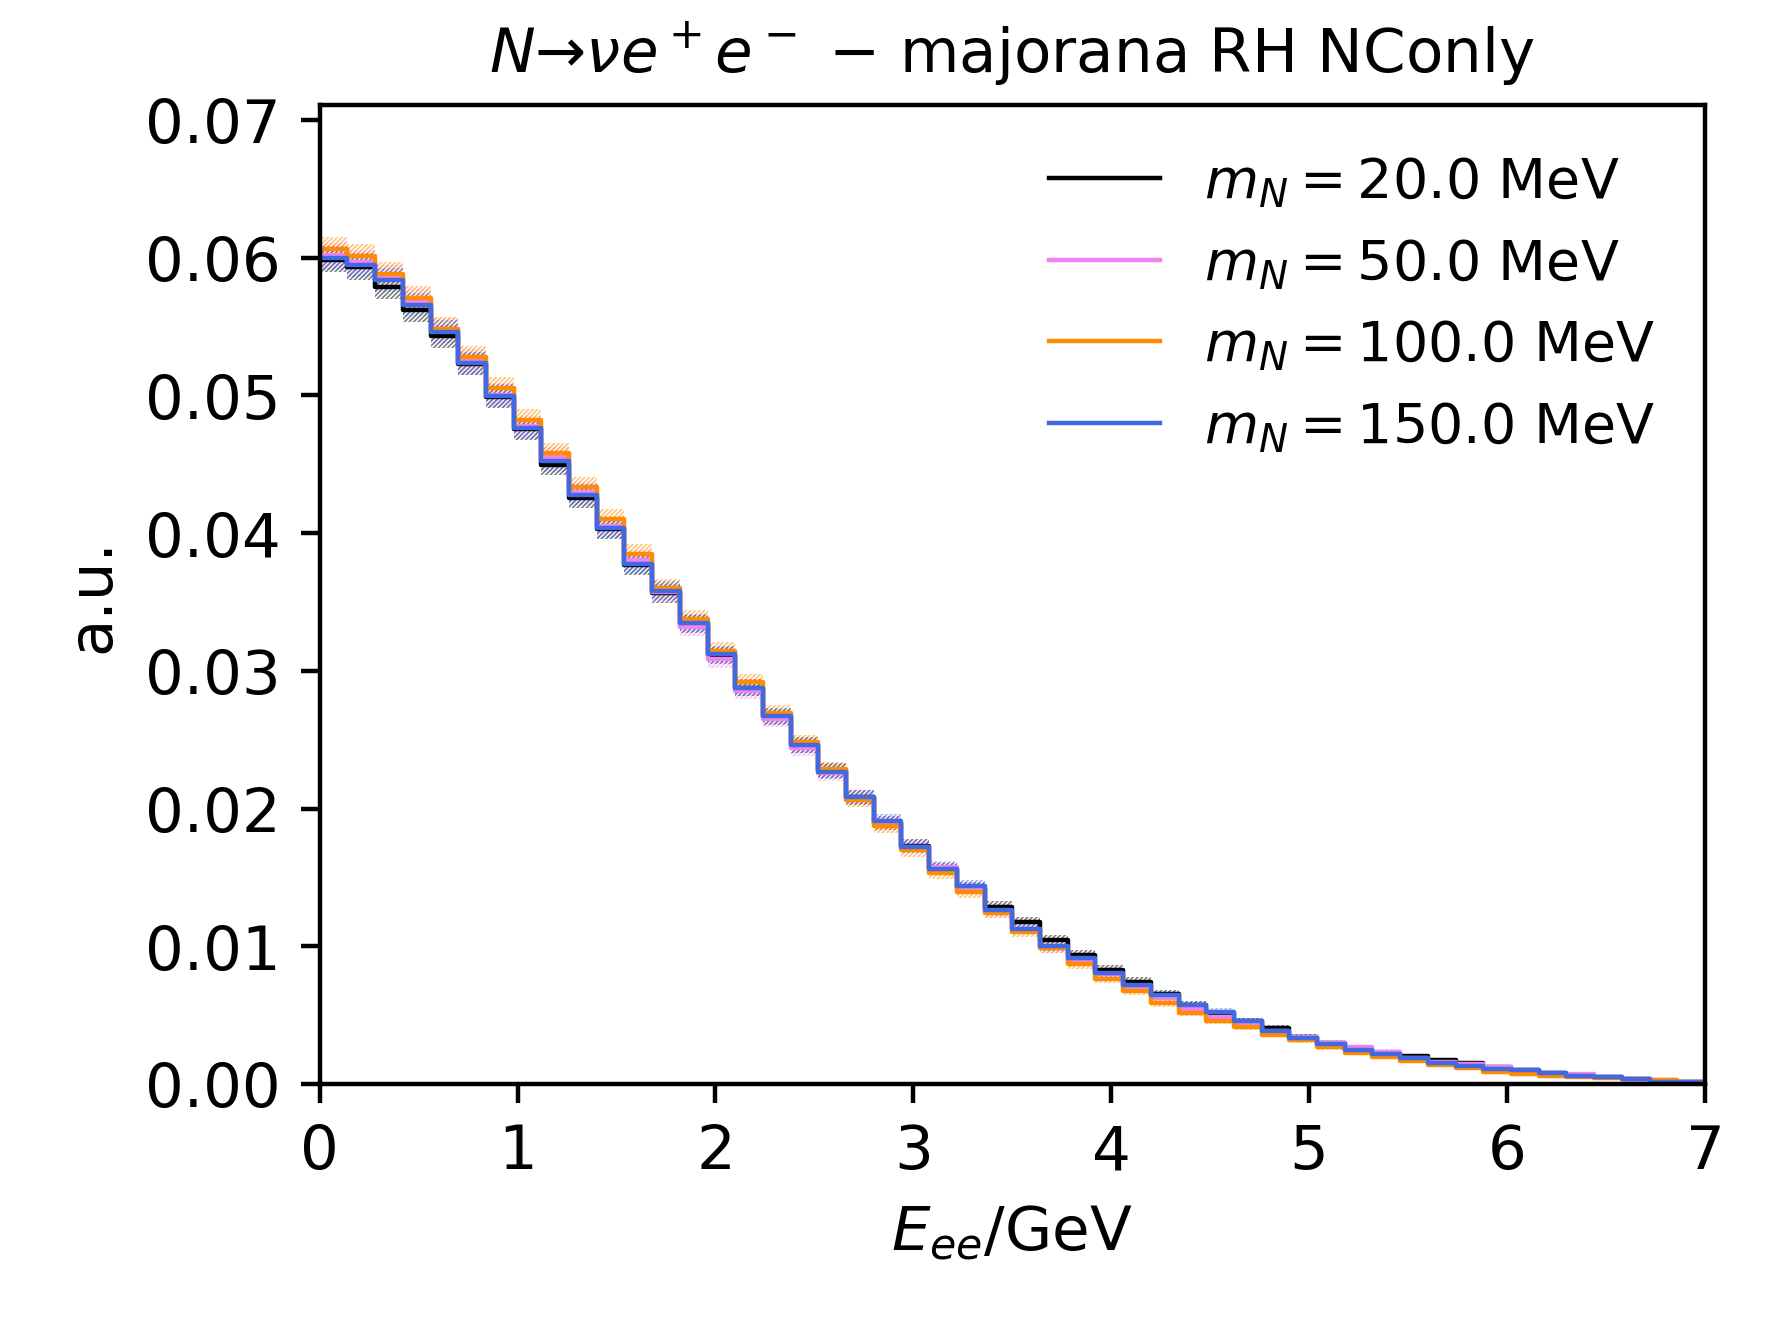 N→νe⁺e⁻ − majorana RH NConly
0.07
0.06
0.05
0.04
0.03
0.02
0.01
0.00
a.u.
m_N = 20.0 MeV
m_N = 50.0 MeV
m_N = 100.0 MeV
m_N = 150.0 MeV
0 1 2 3 4 5 6 7
E_ee/GeV